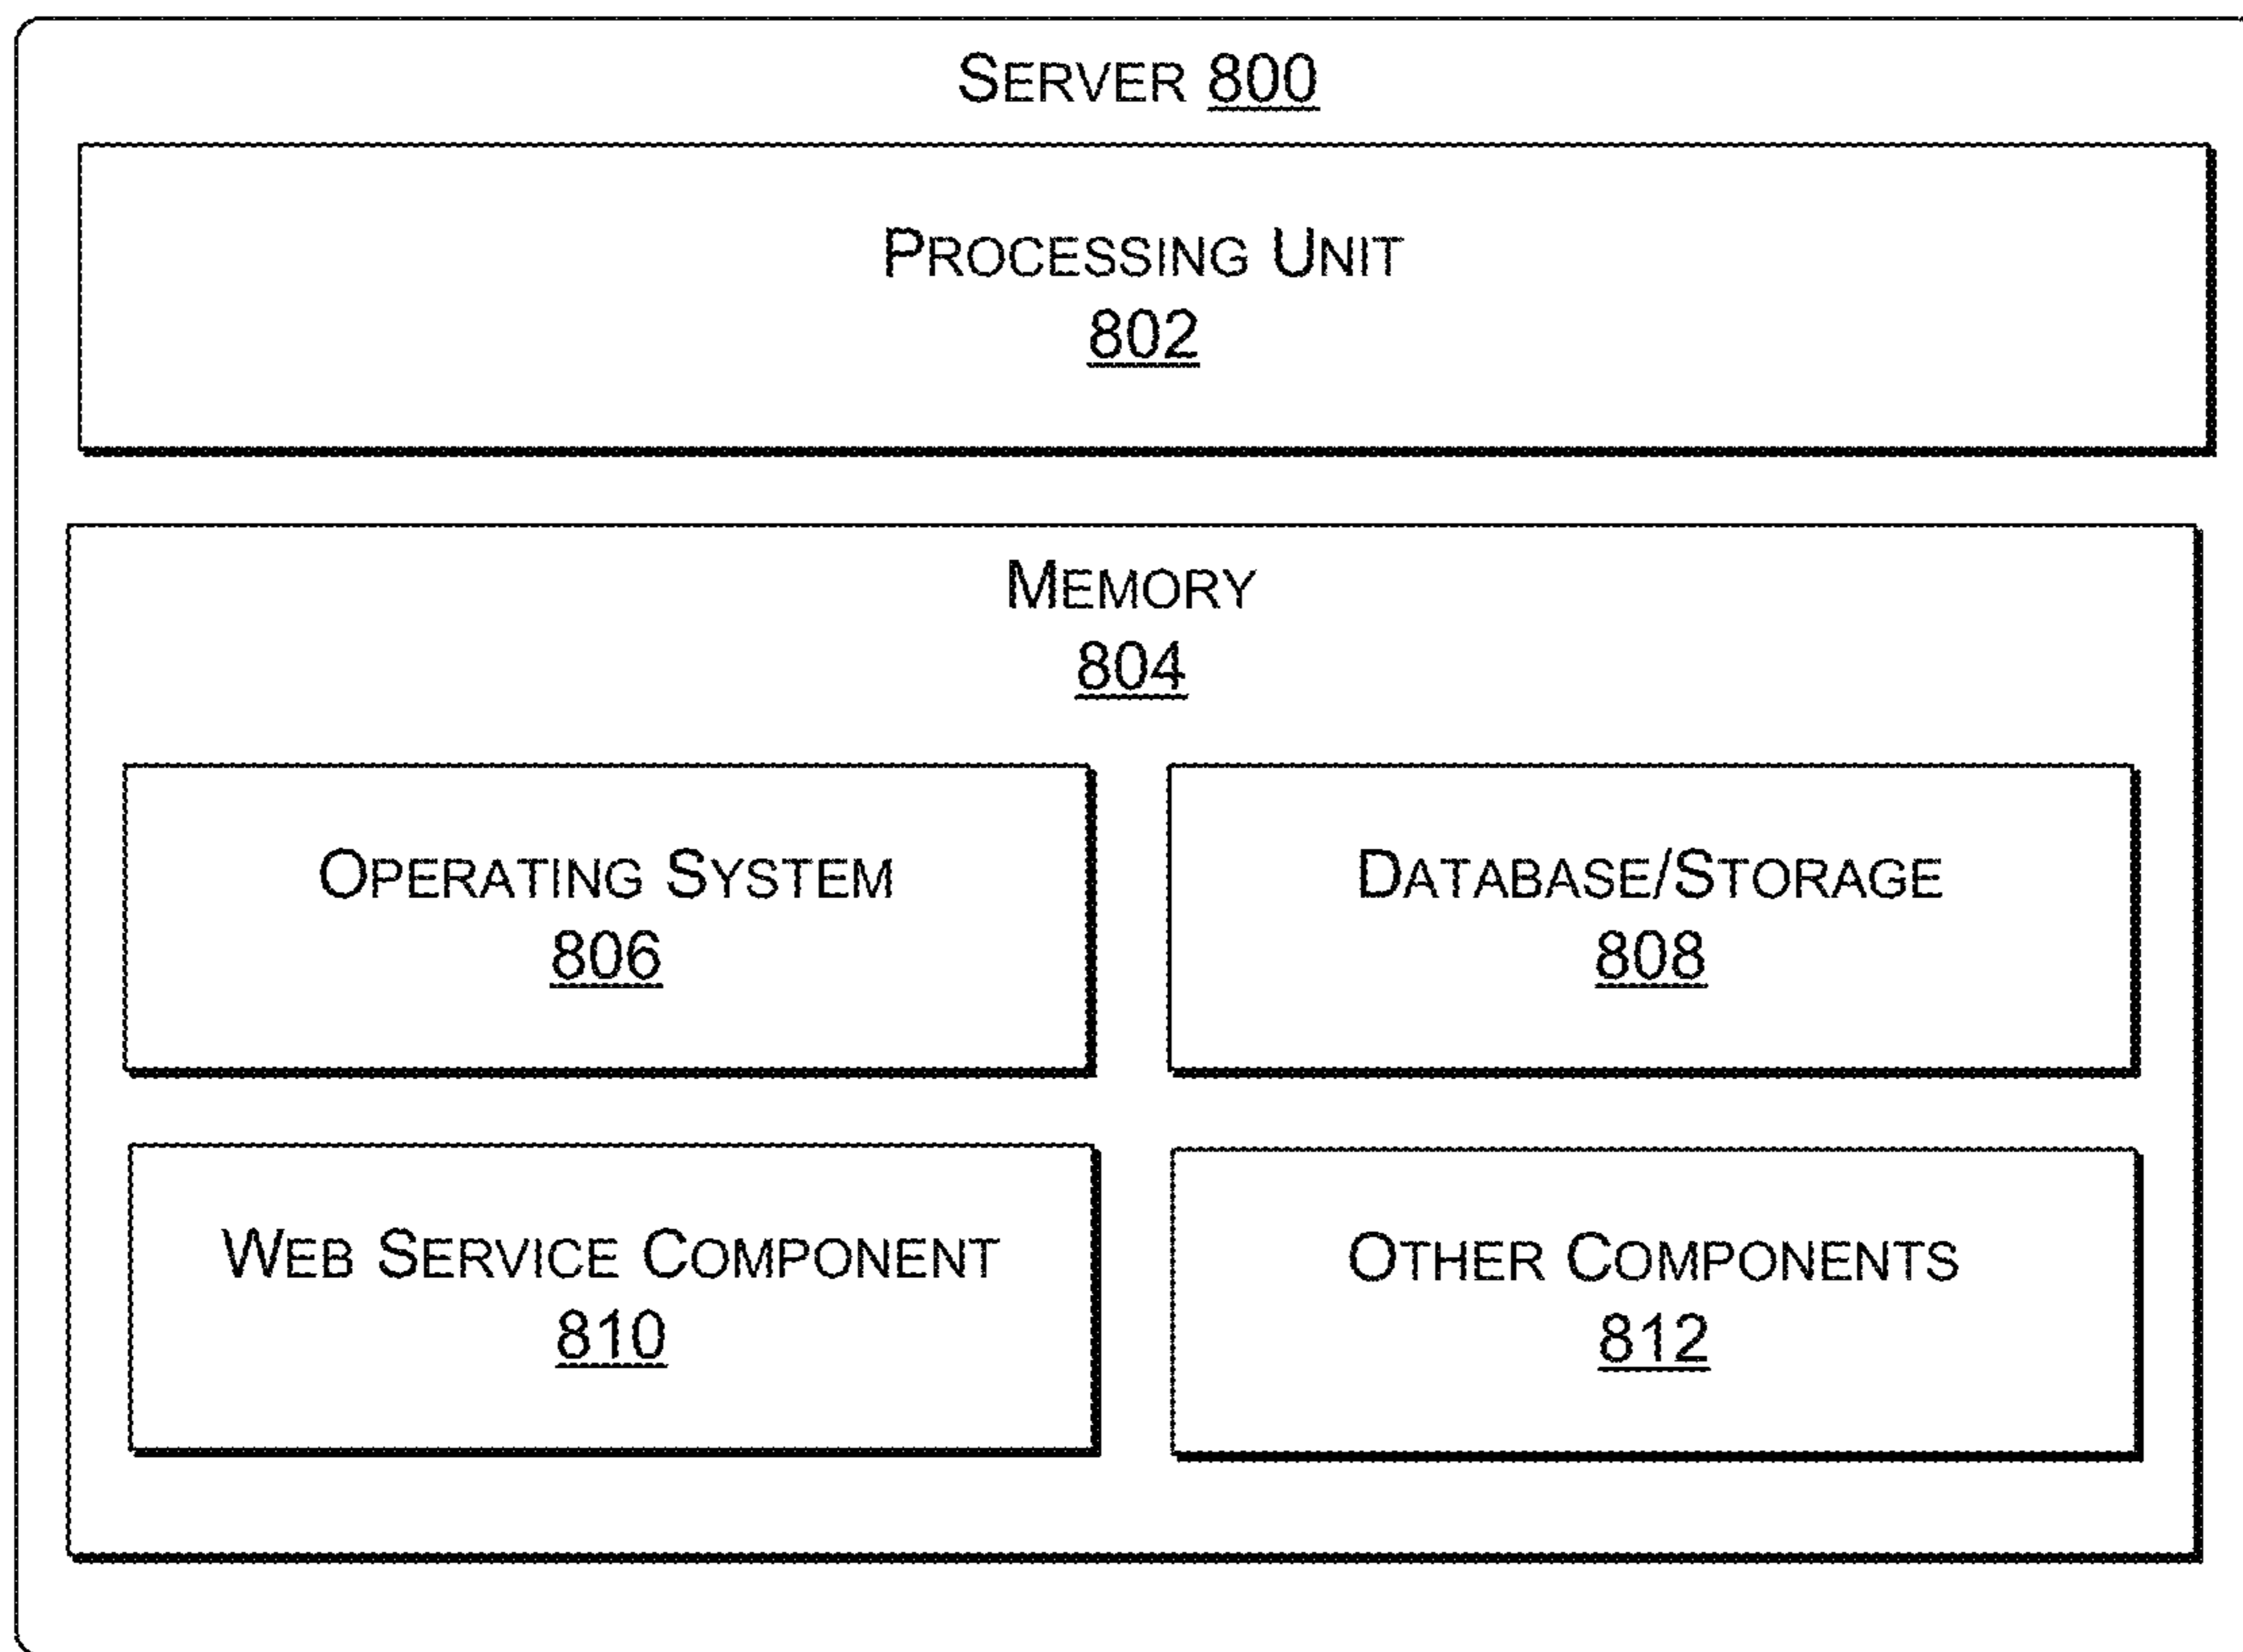 SERVER 800
PROCESSING UNIT
802
MEMORY
804
OPERATING SYSTEM
806
DATABASE/STORAGE
808
WEB SERVICE COMPONENT
810
OTHER COMPONENTS
812